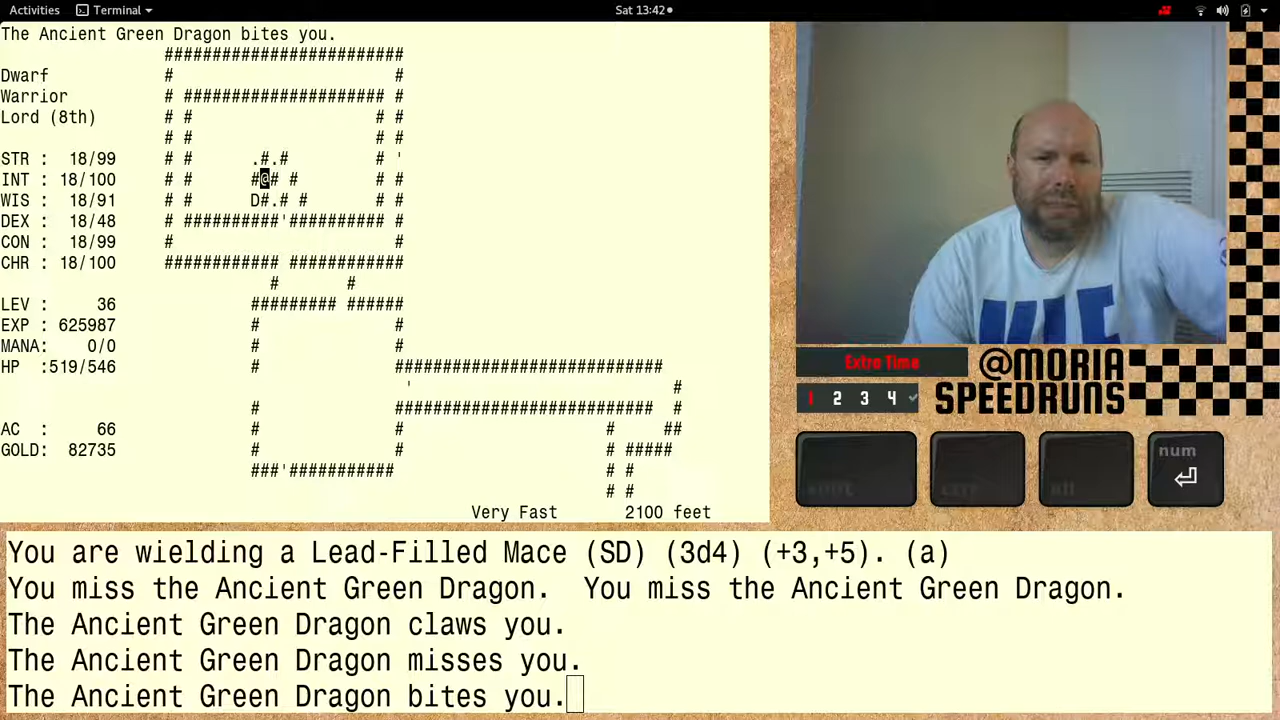 Activities Terminal Sat 13:42
The Ancient Green Dragon bites you.
########################
Dwarf # #
Warrior # ##################### #
Lord (8th) # # # #
# # # #
STR : 18/99 # # .#.# # '
INT : 18/100 # # #@# # # #
WIS : 18/91 # # D#.# # # #
DEX : 18/48 # ##########'########## #
CON : 18/99 # #
CHR : 18/100 ############ ############
# #
LEV : 36 ######### ######
EXP : 625987 # #
MANA: 0/0 # #
HP :519/546 # ############################
' #
# ########################### #
AC : 66 # # # ##
GOLD: 82735 # # # #####
###'########### # #
# #
Very Fast 2100 feet
Extra Time
1 2 3 4 ✓
@MORIA
SPEEDRUNS
num
You are wielding a Lead-Filled Mace (SD) (3d4) (+3,+5). (a)
You miss the Ancient Green Dragon. You miss the Ancient Green Dragon.
The Ancient Green Dragon claws you.
The Ancient Green Dragon misses you.
The Ancient Green Dragon bites you.